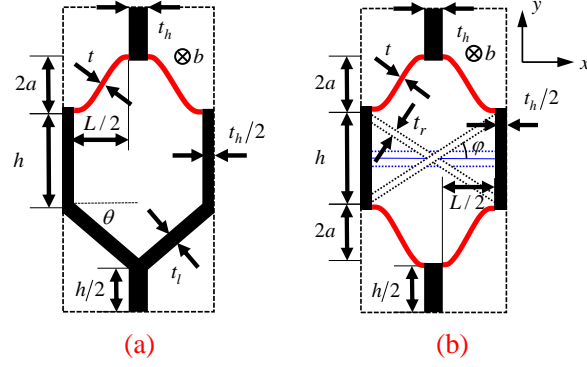 t_h
t
b
2a
L/2
t_h/2
h
θ
t_l
h/2
(a)
y
x
t_h
t
b
2a
t_h/2
t_r
h
φ
L/2
2a
h/2
(b)